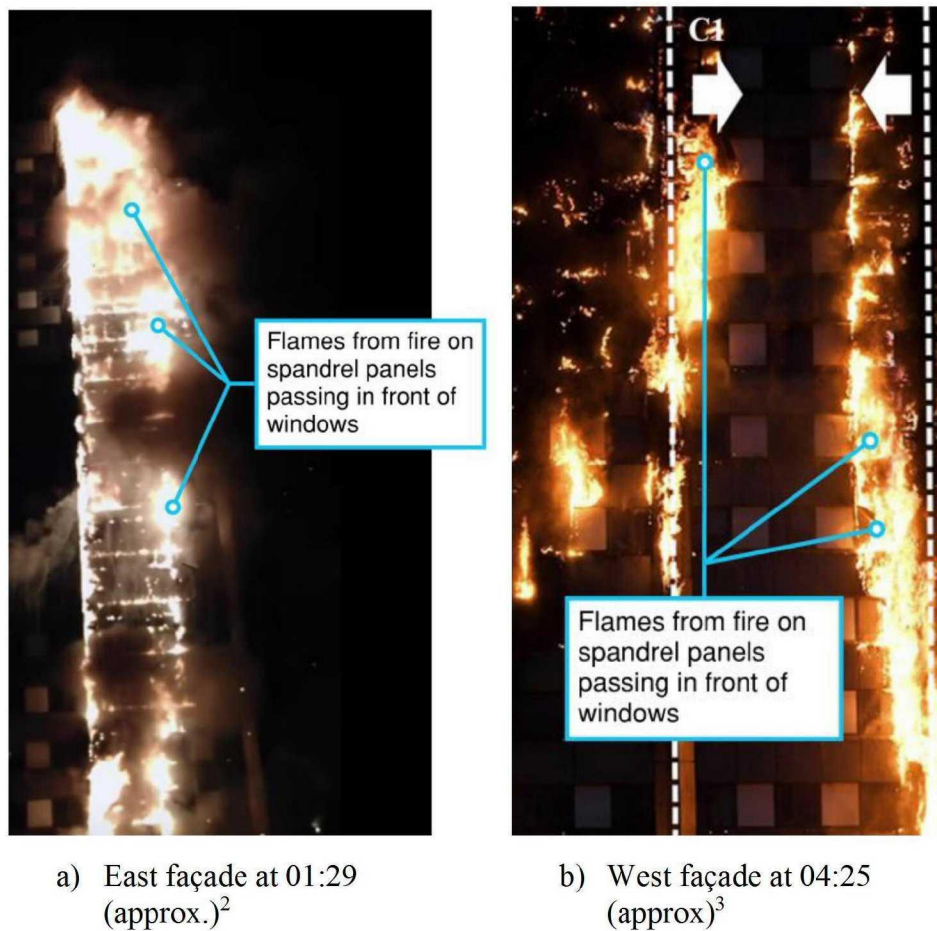 C1
Flames from fire on
spandrel panels
passing in front of
windows
Flames from fire on
spandrel panels
passing in front of
windows
a) East façade at 01:29
(approx.)2
b) West façade at 04:25
(approx)3